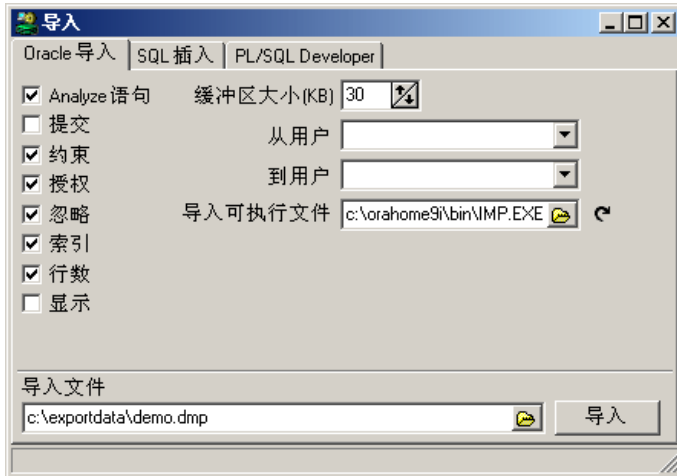 导入
Oracle 导入 SQL 插入 PL/SQL Developer
Analyze 语句 缓冲区大小(KB) 30
提交
从用户
约束
到用户
授权
忽略 导入可执行文件 c:\orahome9i\bin\IMP.EXE
索引
行数
显示
导入文件
c:\exportdata\demo.dmp 导入